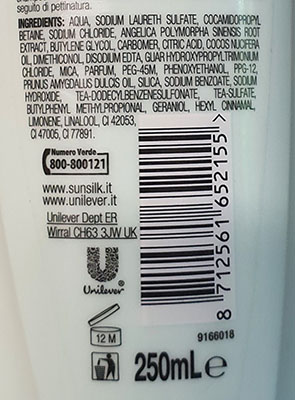 seguito di pettinatura.
INGREDIENTS: AQUA, SODIUM LAURETH SULFATE, COCAMIDOPROPYL
BETAINE, SODIUM CHLORIDE, ANGELICA POLYMORPHA SINENSIS ROOT
EXTRACT, BUTYLENE GLYCOL, CARBOMER, CITRIC ACID, COCOS NUCIFERA
OIL, DIMETHICONOL, DISODIUM EDTA, GUAR HYDROXYPROPYLTRIMONIUM
CHLORIDE, MICA, PARFUM, PEG-45M, PHENOXYETHANOL, PPG-12,
PRUNUS AMYGDALUS DULCIS OIL, SILICA, SODIUM BENZOATE, SODIUM
HYDROXIDE, TEA-DODECYLBENZENESULFONATE, TEA-SULFATE,
BUTYLPHENYL METHYLPROPIONAL, GERANIOL, HEXYL CINNAMAL,
LIMONENE, LINALOOL, CI 42053,
CI 47005, CI 77891.
Numero Verde
800-800121
www.sunsilk.it
www.unilever.it
Unilever Dept ER
Wirral CH63 3JW UK
Unilever
8 712561 652155 >
12 M
9166018
250mL e